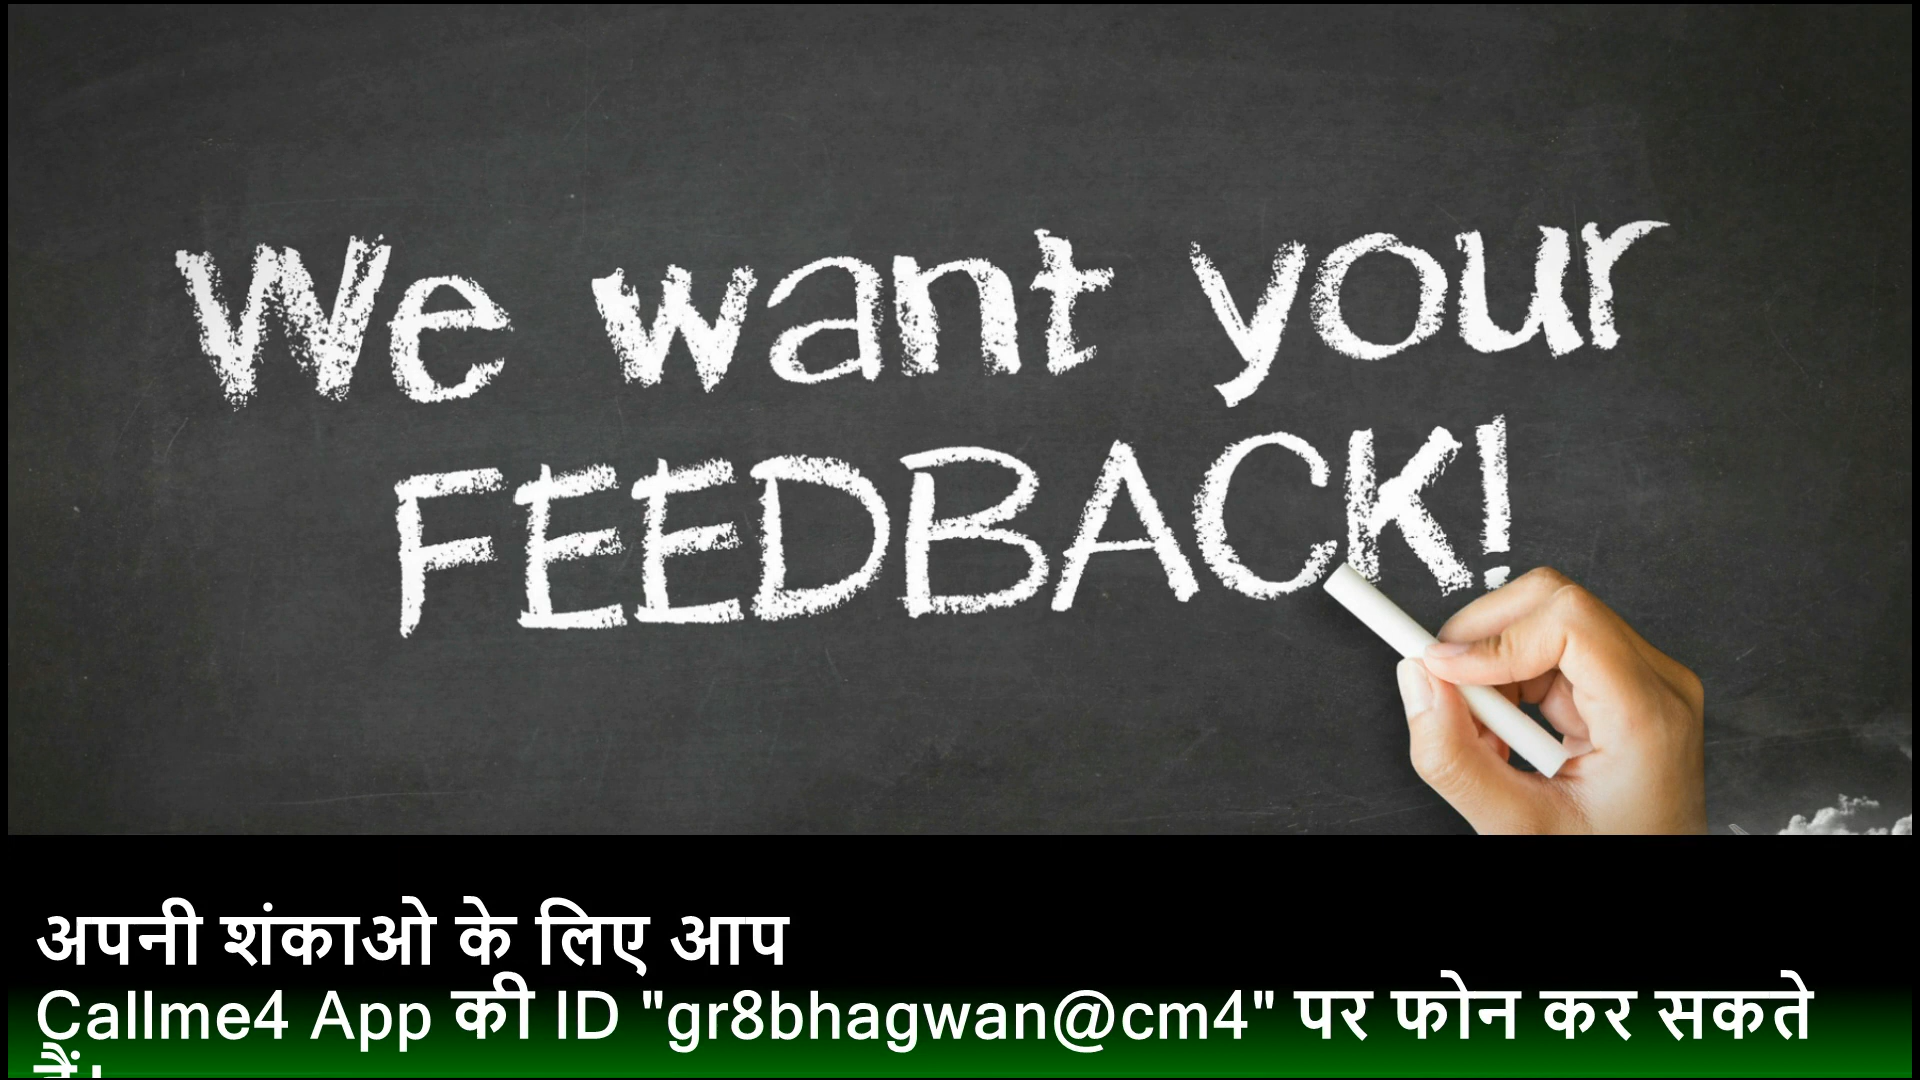 We want your
FEEDBACK!
अपनी शंकाओ के लिए आप
Callme4 App की ID "gr8bhagwan@cm4" पर फोन कर सकते